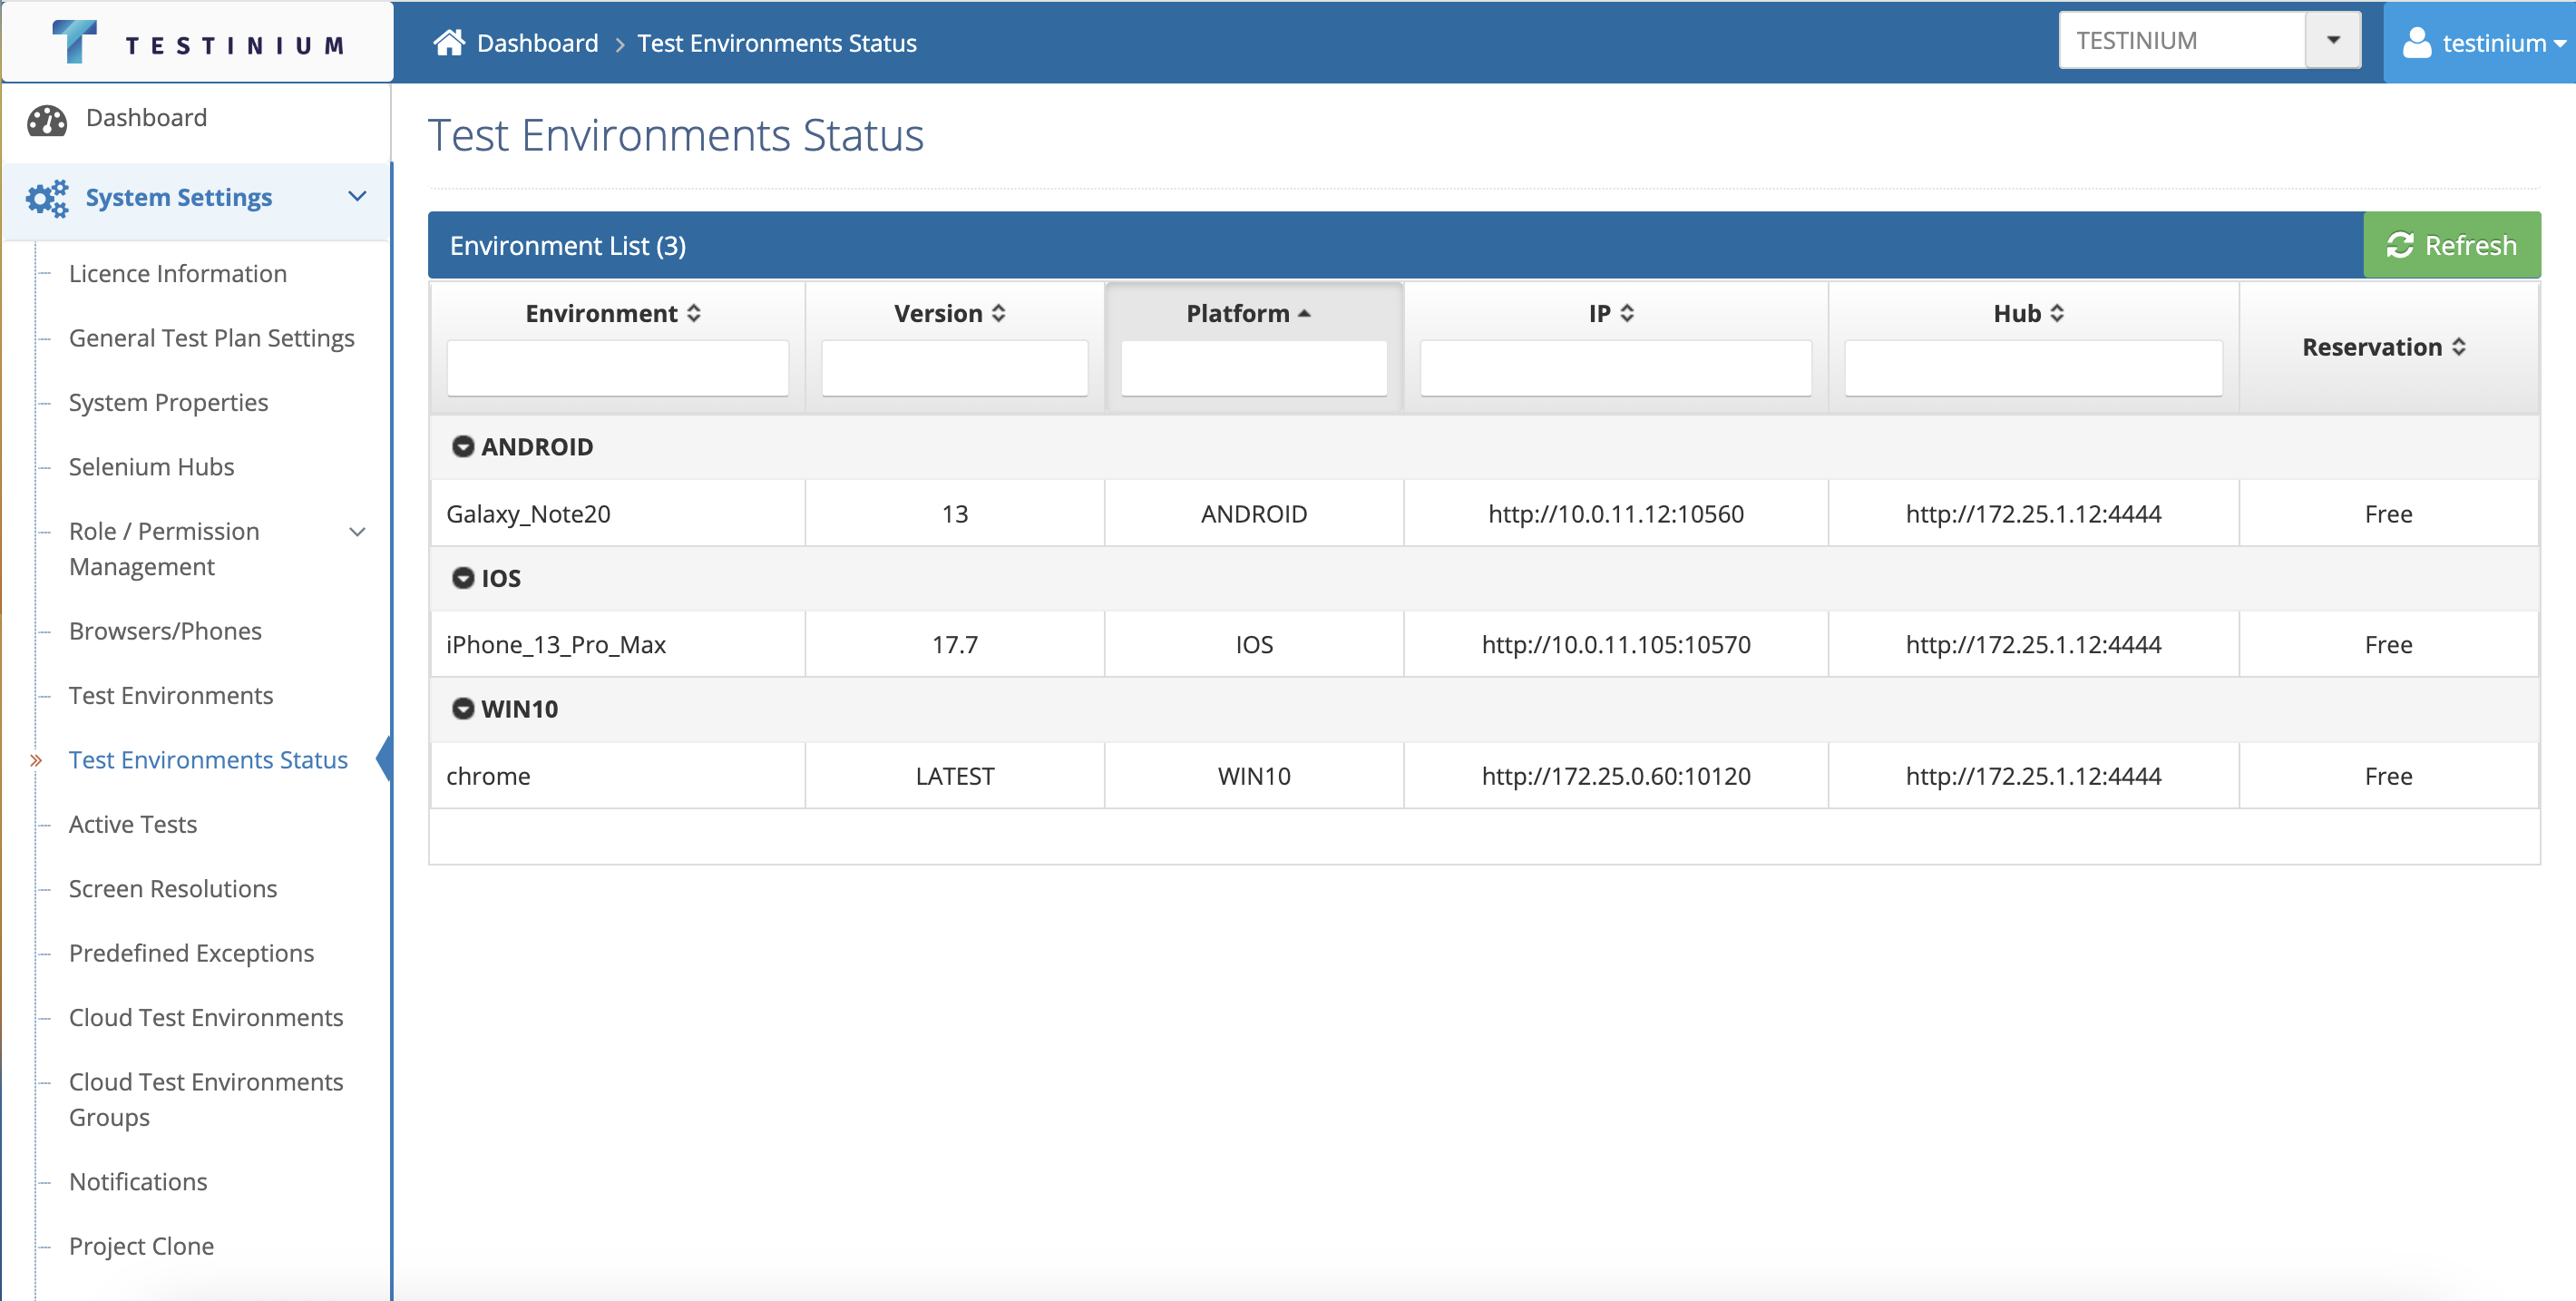 TESTINIUM
Dashboard > Test Environments Status
TESTINIUM
testinium
Dashboard
System Settings
Licence Information
General Test Plan Settings
System Properties
Selenium Hubs
Role / Permission
Management
Browsers/Phones
Test Environments
Test Environments Status
Active Tests
Screen Resolutions
Predefined Exceptions
Cloud Test Environments
Cloud Test Environments
Groups
Notifications
Project Clone
Test Environments Status
Environment List (3)
Refresh
Environment Version Platform IP Hub Reservation
ANDROID
Galaxy_Note20 13 ANDROID http://10.0.11.12:10560 http://172.25.1.12:4444 Free
IOS
iPhone_13_Pro_Max 17.7 IOS http://10.0.11.105:10570 http://172.25.1.12:4444 Free
WIN10
chrome LATEST WIN10 http://172.25.0.60:10120 http://172.25.1.12:4444 Free